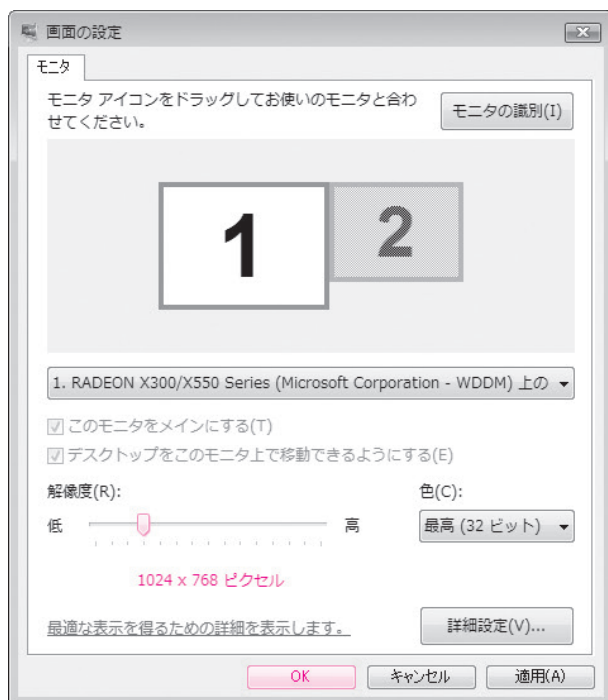 画面の設定
モニタ
モニタ アイコンをドラッグしてお使いのモニタと合わ
せてください。
モニタの識別(I)
1
2
1. RADEON X300/X550 Series (Microsoft Corporation - WDDM) 上の
このモニタをメインにする(T)
デスクトップをこのモニタ上で移動できるようにする(E)
解像度(R):
色(C):
低
高
最高 (32 ビット)
1024 x 768 ピクセル
最適な表示を得るための詳細を表示します。
詳細設定(V)...
OK
キャンセル
適用(A)